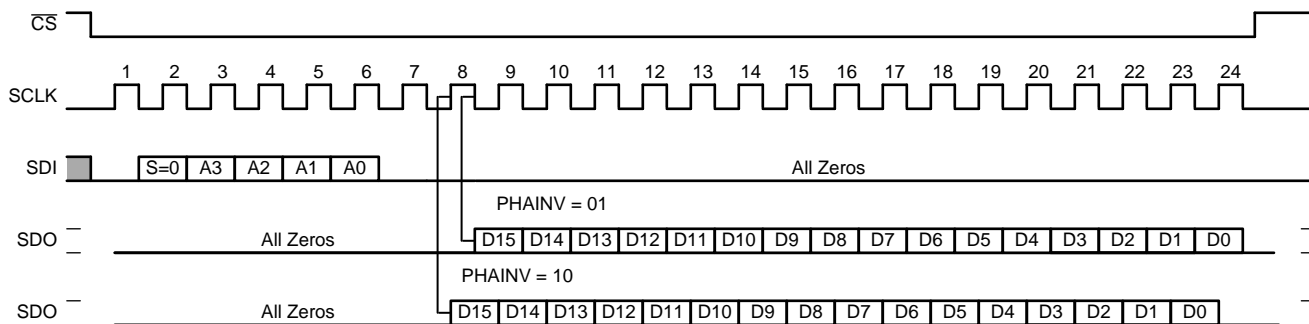 CS
1 2 3 4 5 6 7 8 9 10 11 12 13 14 15 16 17 18 19 20 21 22 23 24
SCLK
SDI S=0 A3 A2 A1 A0 All Zeros
PHAINV = 01
SDO All Zeros D15 D14 D13 D12 D11 D10 D9 D8 D7 D6 D5 D4 D3 D2 D1 D0
PHAINV = 10
SDO All Zeros D15 D14 D13 D12 D11 D10 D9 D8 D7 D6 D5 D4 D3 D2 D1 D0